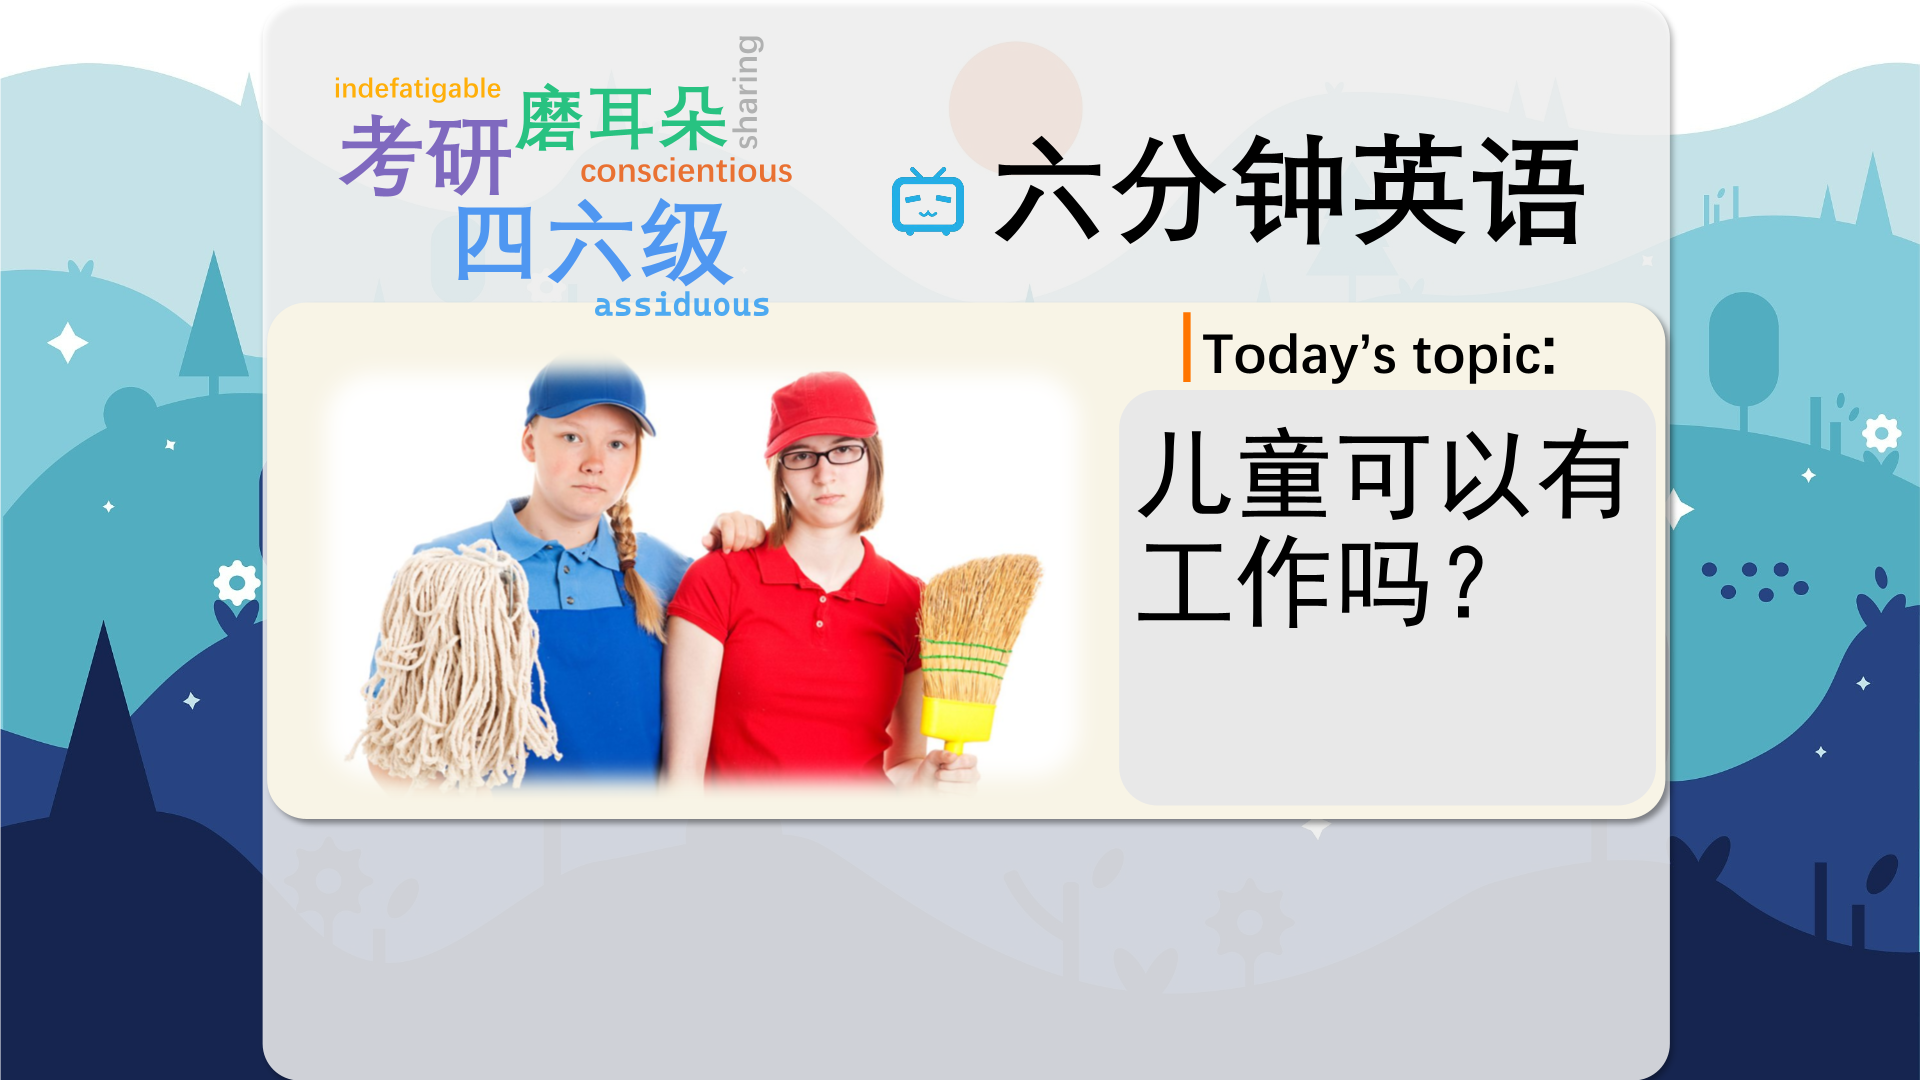 indefatigable
考研
磨耳朵
sharing
conscientious
四六级
assiduous
六分钟英语
Today’s topic:
儿童可以有
工作吗？